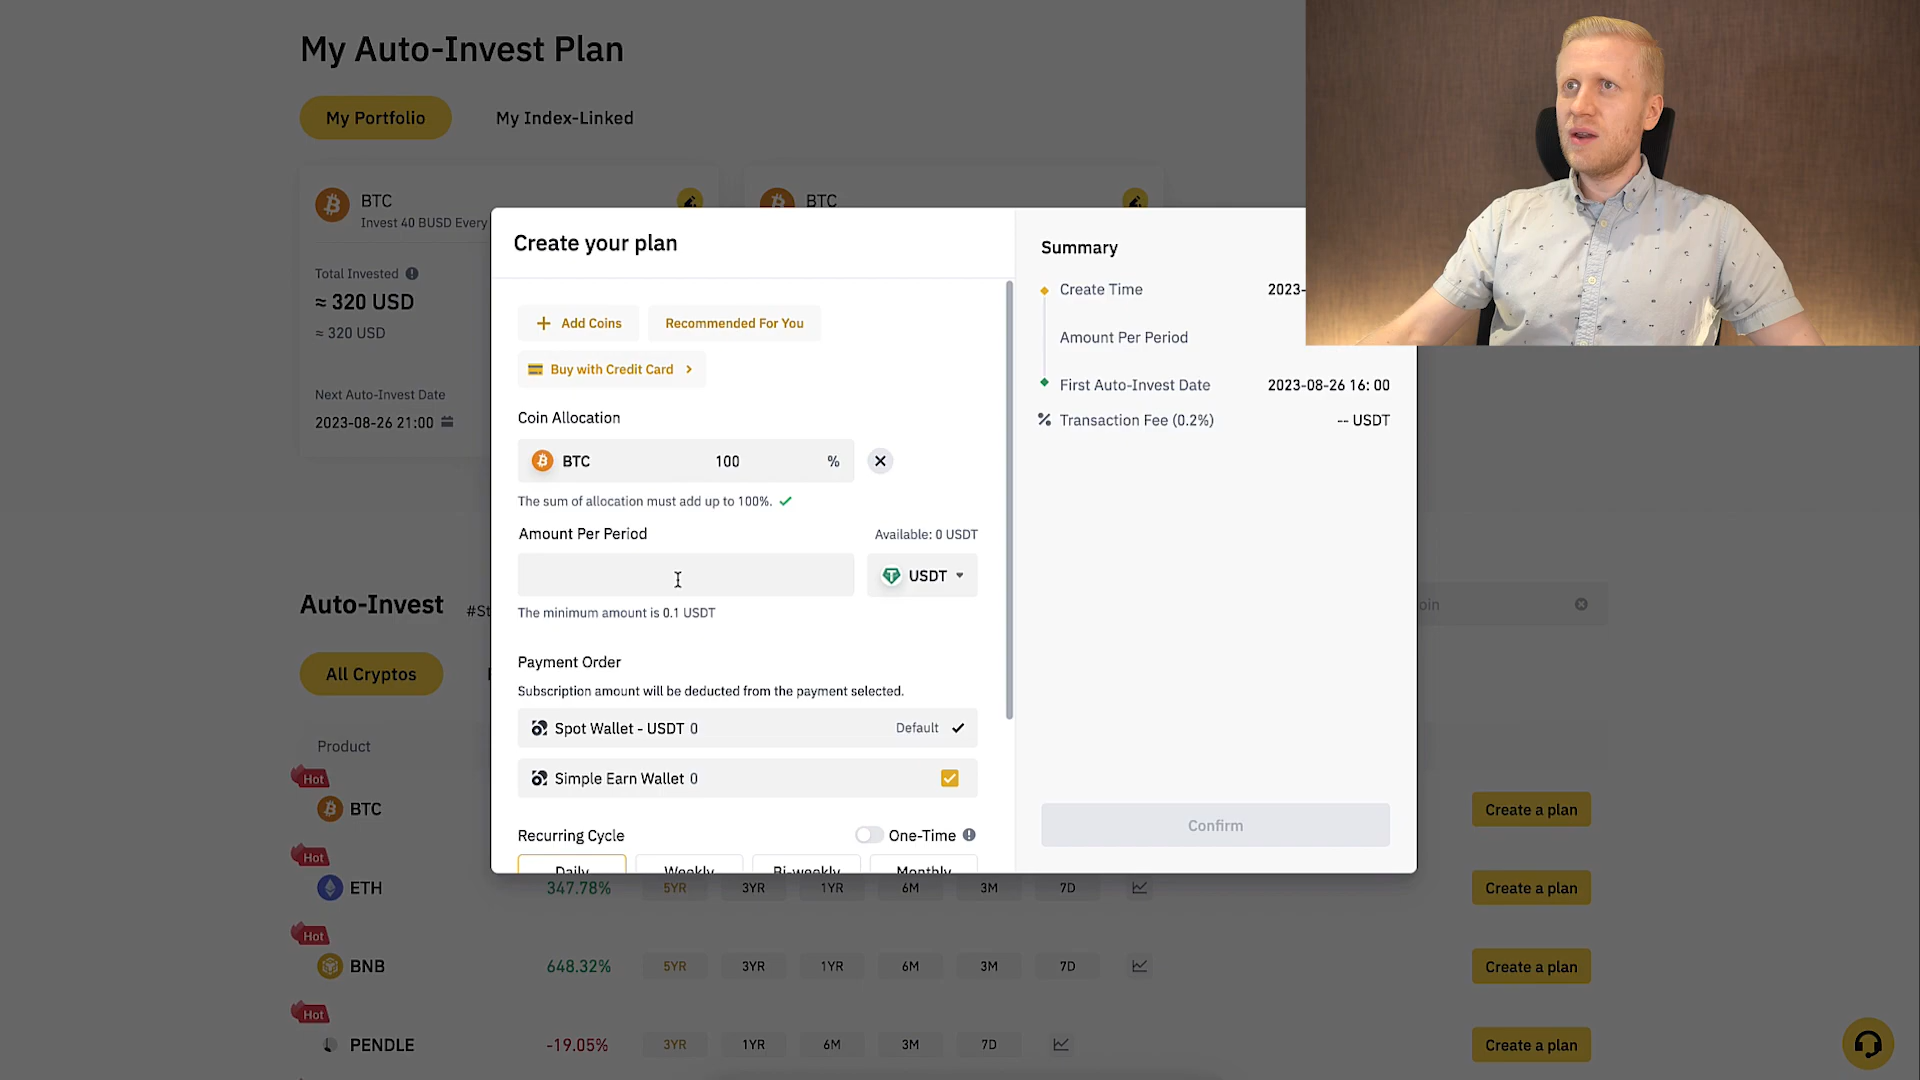 My Auto-Invest Plan
My Portfolio
My Index-Linked
BTC
Invest 40 BUSD Every
BTC
Total Invested
≈ 320 USD
≈ 320 USD
Next Auto-Invest Date
2023-08-26 21:00
Create your plan
+ Add Coins
Recommended For You
Buy with Credit Card >
Coin Allocation
BTC 100 %
The sum of allocation must add up to 100%.
Amount Per Period
Available: 0 USDT
USDT
The minimum amount is 0.1 USDT
Payment Order
Subscription amount will be deducted from the payment selected.
Spot Wallet - USDT 0 Default
Simple Earn Wallet 0
Recurring Cycle
One-Time
Daily Weekly Bi-weekly Monthly
Summary
Create Time 2023-
Amount Per Period
First Auto-Invest Date 2023-08-26 16: 00
Transaction Fee (0.2%) -- USDT
Confirm
Auto-Invest #St
oin
All Cryptos
Product
Hot
BTC Create a plan
Hot
ETH 347.78% 5YR 3YR 1YR 6M 3M 7D Create a plan
Hot
BNB 648.32% 5YR 3YR 1YR 6M 3M 7D Create a plan
Hot
PENDLE -19.05% 3YR 1YR 6M 3M 7D Create a plan